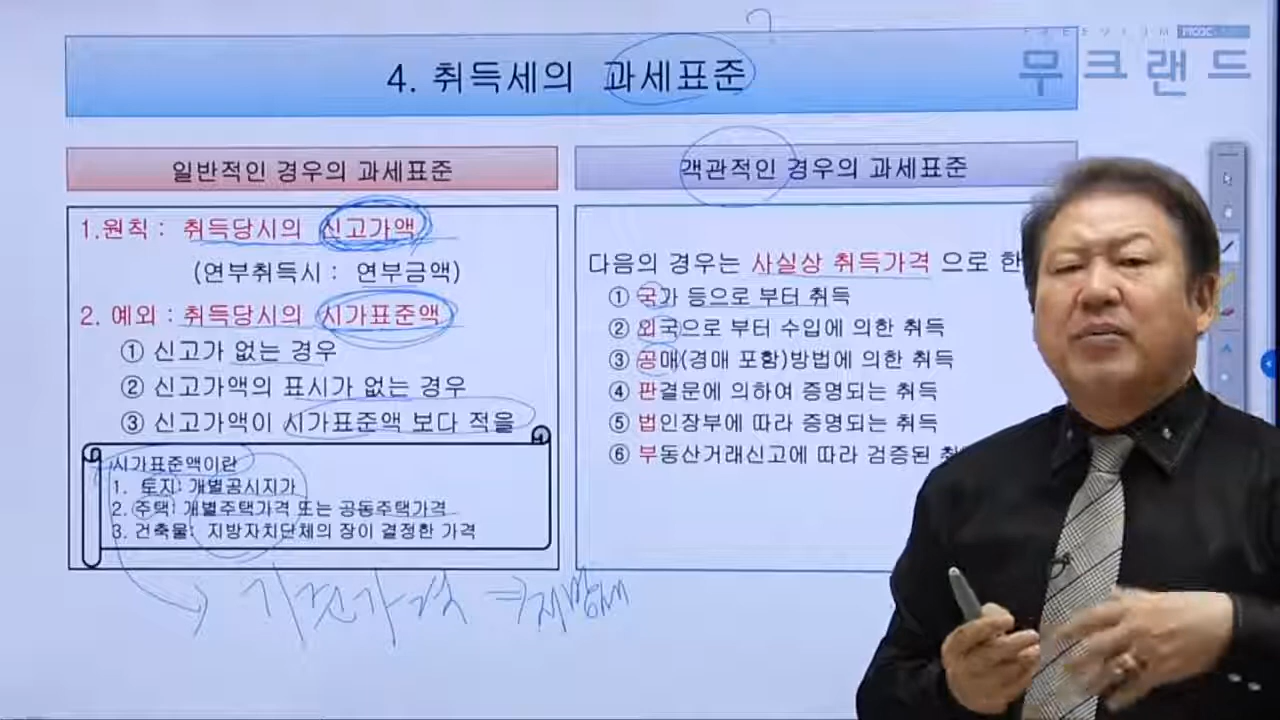 4. 취득세의 과세표준
무크랜드
일반적인 경우의 과세표준
1.원칙 : 취득당시의 신고가액
(연부취득시 : 연부금액)
2. 예외 : 취득당시의 시가표준액
① 신고가 없는 경우
② 신고가액의 표시가 없는 경우
③ 신고가액이 시가표준액 보다 적을
시가표준액이란
1. 토지: 개별공시지가
2. 주택: 개별주택가격 또는 공동주택가격
3. 건축물: 지방자치단체의 장이 결정한 가격
객관적인 경우의 과세표준
다음의 경우는 사실상 취득가격 으로 한
① 국가 등으로 부터 취득
② 외국으로 부터 수입에 의한 취득
③ 공매(경매 포함)방법에 의한 취득
④ 판결문에 의하여 증명되는 취득
⑤ 법인장부에 따라 증명되는 취득
⑥ 부동산거래신고에 따라 검증된